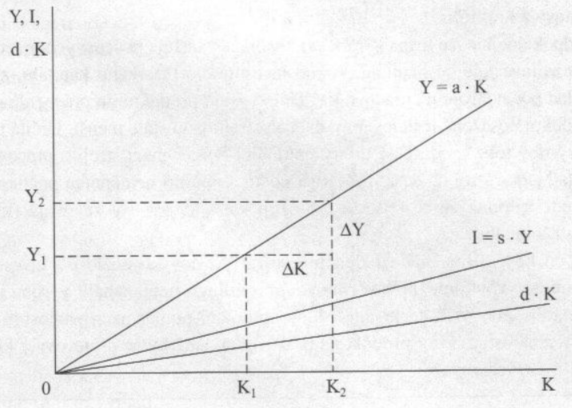 Y, I,
d · K
Y = a · K
Y₂
ΔY
Y₁
ΔK
I = s · Y
d · K
0
K₁
K₂
K